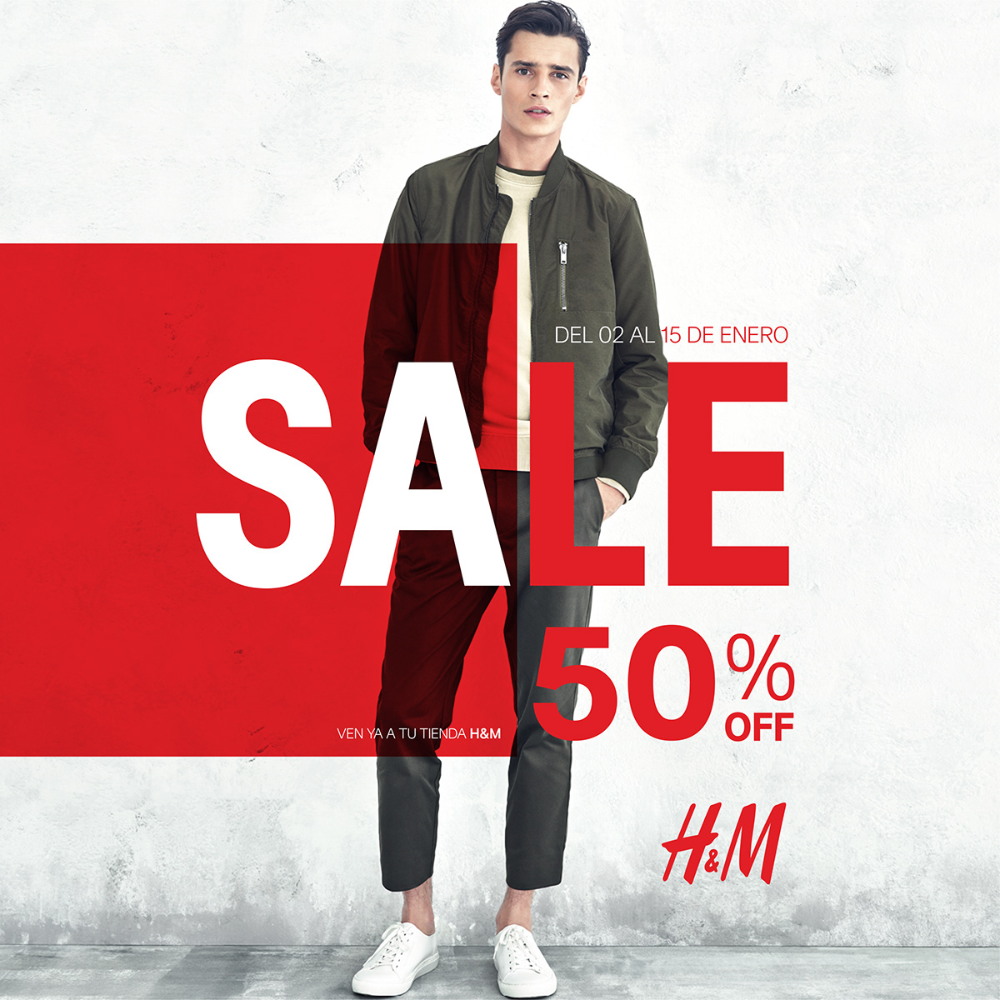 DEL 02 AL 15 DE ENERO
SALE
50%
OFF
VEN YA A TU TIENDA H&M
H&M